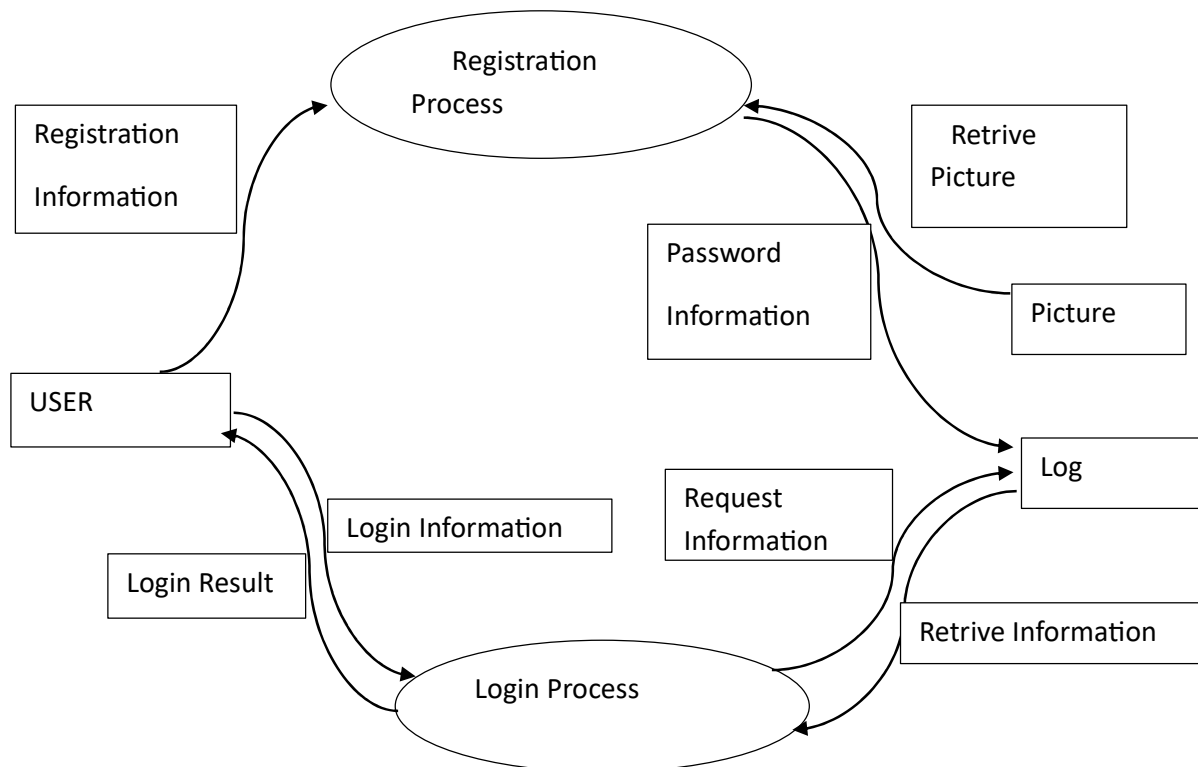 Registration
Process
Registration
Information
Retrive
Picture
Password
Information
Picture
USER
Log
Request
Information
Login Information
Login Result
Retrive Information
Login Process